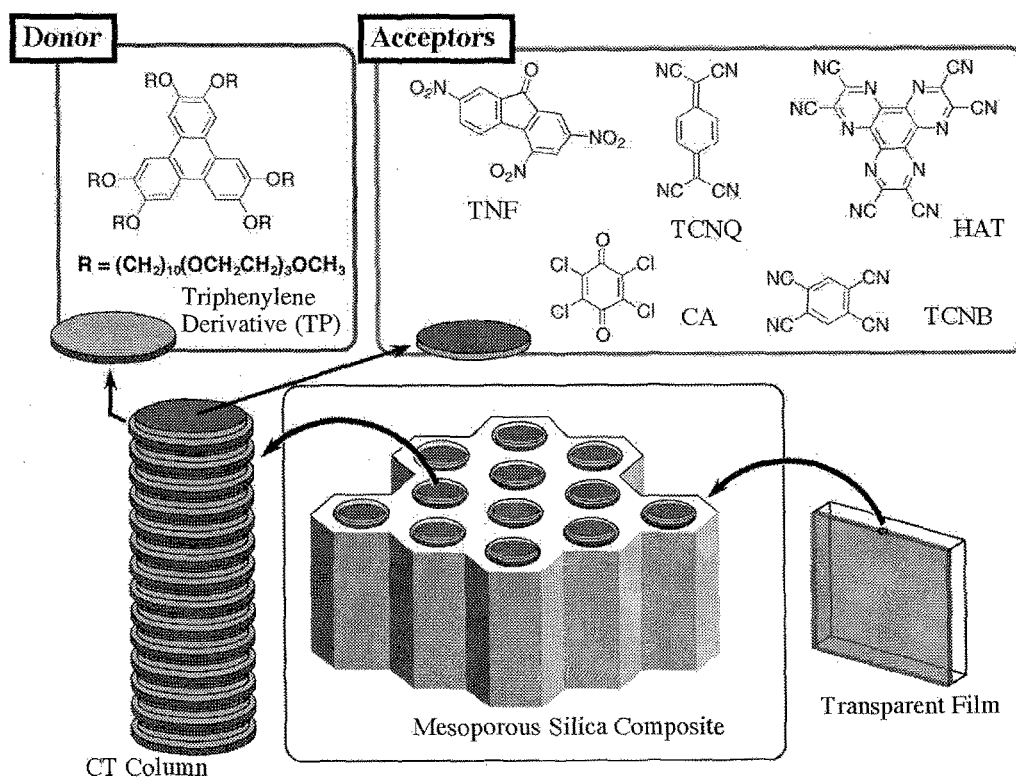 Donor
RO OR
RO OR
RO OR
R = (CH₂)₁₀(OCH₂CH₂)₃OCH₃
Triphenylene
Derivative (TP)
Acceptors
O
O₂N
NO₂
O₂N
TNF
NC CN
NC CN
TCNQ
NC CN
NC N N CN
N N
N N
NC CN
NC CN
HAT
O
Cl Cl
Cl Cl
O
CA
NC CN
NC CN
TCNB
CT Column
Mesoporous Silica Composite
Transparent Film